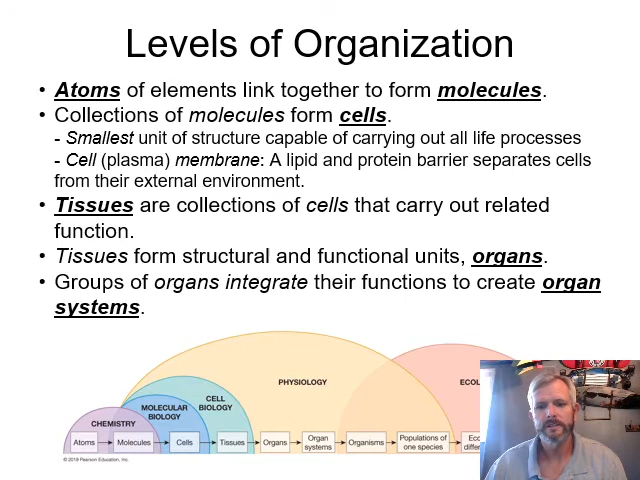 Levels of Organization
• Atoms of elements link together to form molecules.
• Collections of molecules form cells.
- Smallest unit of structure capable of carrying out all life processes
- Cell (plasma) membrane: A lipid and protein barrier separates cells
from their external environment.
• Tissues are collections of cells that carry out related
function.
• Tissues form structural and functional units, organs.
• Groups of organs integrate their functions to create organ
systems.
PHYSIOLOGY
CELL
BIOLOGY
MOLECULAR
BIOLOGY
CHEMISTRY
Atoms
Molecules
Cells
Tissues
Organs
Organ
systems
Organisms
Populations of
one species
© 2019 Pearson Education, Inc.